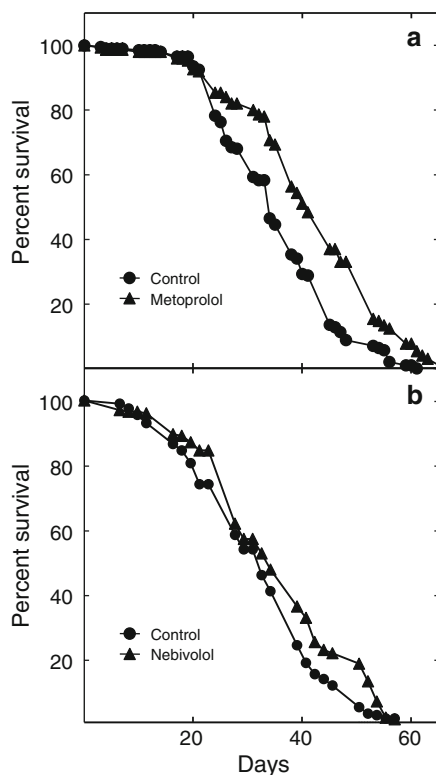 a
100
80
60
40
20
Percent survival
Control
Metoprolol
b
100
80
60
40
20
Percent survival
Control
Nebivolol
20
40
60
Days